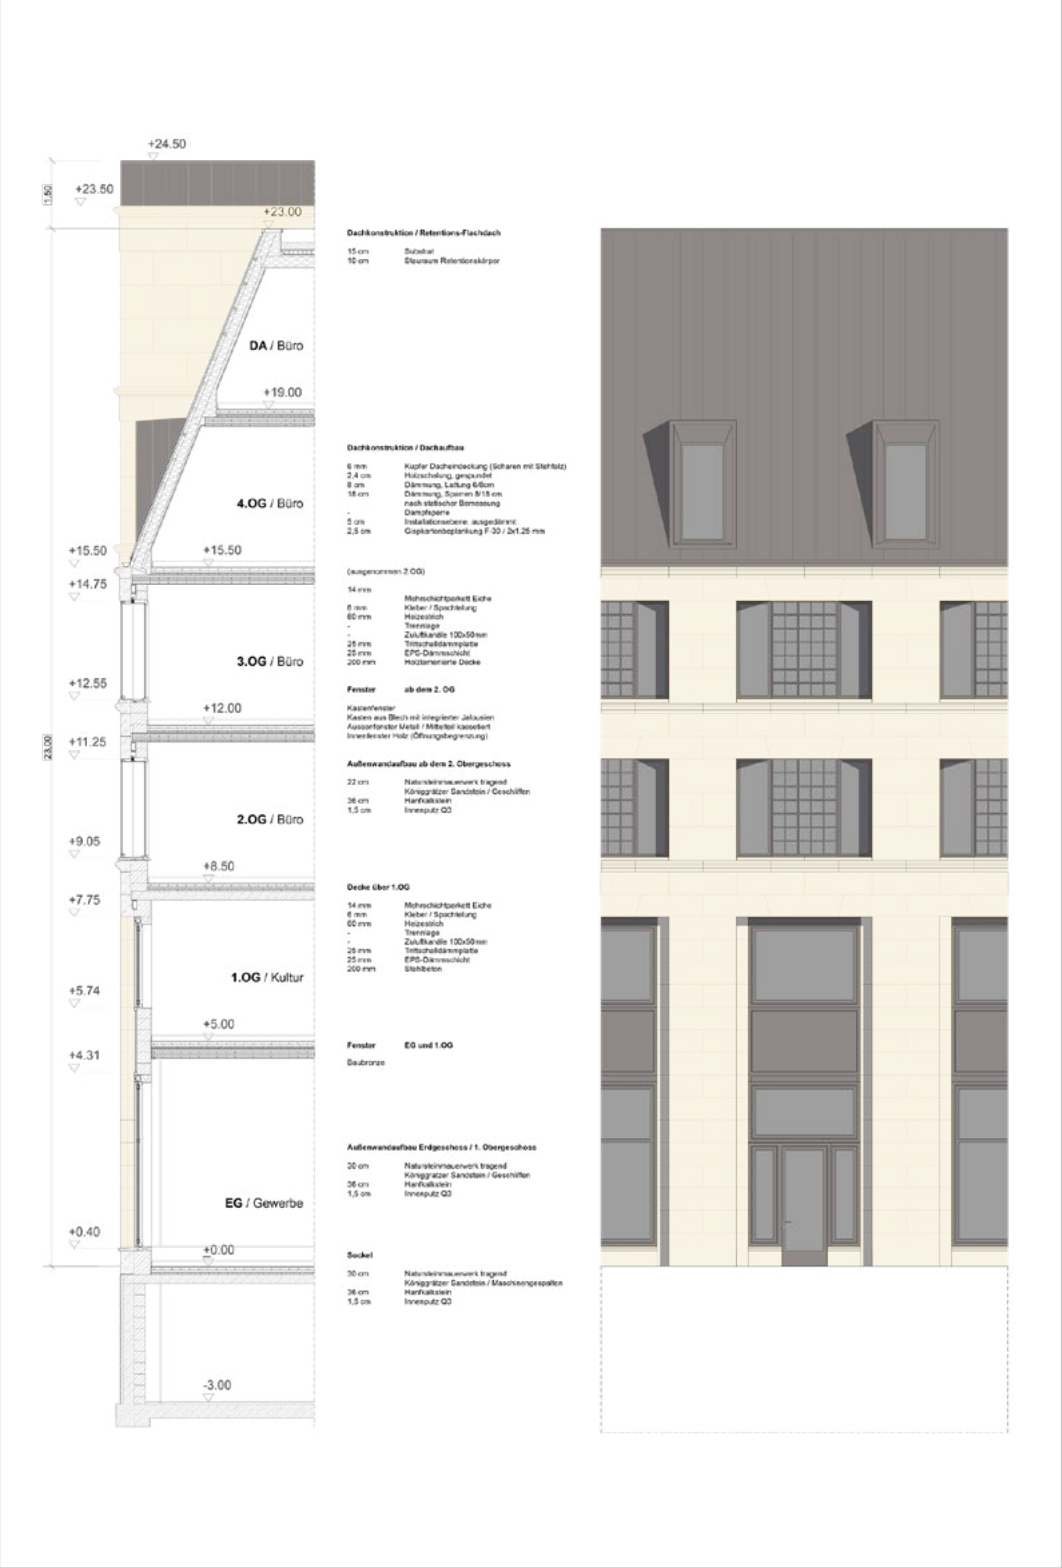 +24.50
1,50
+23.50
+23.00
Dachkonstruktion / Retentions-Flachdach
15 cm Substrat
10 cm Stauraum Retentionskörper
DA / Büro
+19.00
Dachkonstruktion / Dachaufbau
6 mm Kupfer Dacheindeckung (Scharen mit Stehfalz)
2,4 cm Holzschalung, gespundet
8 cm Dämmung, Lattung 6/8cm
18 cm Dämmung, Sparren 8/18 cm
nach statischer Bemessung
- Dampfsperre
5 cm Installationsebene, ausgedämmt
2,5 cm Gispkartonbeplankung F-30 / 2x1.25 mm
4.OG / Büro
+15.50
+15.50
+14.75
(ausgenommen 2.OG)
14 mm
Mehrschichtparkett Eiche
6 mm Kleber / Spachtelung
60 mm Heizestrich
- Trennlage
- Zuluftkanäle 100x50mm
25 mm Trittschalldämmplatte
25 mm EPS-Dämmschicht
200 mm Holzlamenierte Decke
3.OG / Büro
+12.55
+12.00
Fenster ab dem 2. OG
Kastenfenster
Kasten aus Blech mit integrierter Jalousien
Aussenfenster Metall / Mittelteil kassetiert
Innenfenster Holz (Öffnungsbegrenzung)
23,00
+11.25
Außenwandaufbau ab dem 2. Obergeschoss
22 cm Natursteinmauerwerk tragend
Königgrätzer Sandstein / Geschliffen
36 cm Hanfkalkstein
1,5 cm Innenputz Q3
2.OG / Büro
+9.05
+8.50
Decke über 1.OG
14 mm Mehrschichtparkett Eiche
6 mm Kleber / Spachtelung
60 mm Heizestrich
- Trennlage
- Zuluftkanäle 100x50mm
25 mm Trittschalldämmplatte
25 mm EPS-Dämmschicht
200 mm Stahlbeton
+7.75
1.OG / Kultur
+5.74
+5.00
+4.31
Fenster EG und 1.OG
Baubronze
Außenwandaufbau Erdgeschoss / 1. Obergeschoss
30 cm Natursteinmauerwerk tragend
Königgrätzer Sandstein / Geschliffen
36 cm Hanfkalkstein
1,5 cm Innenputz Q3
EG / Gewerbe
+0.40
+0.00
Sockel
30 cm Natursteinmauerwerk tragend
Königgrätzer Sandstein / Maschinengespalten
36 cm Hanfkalkstein
1,5 cm Innenputz Q3
-3.00